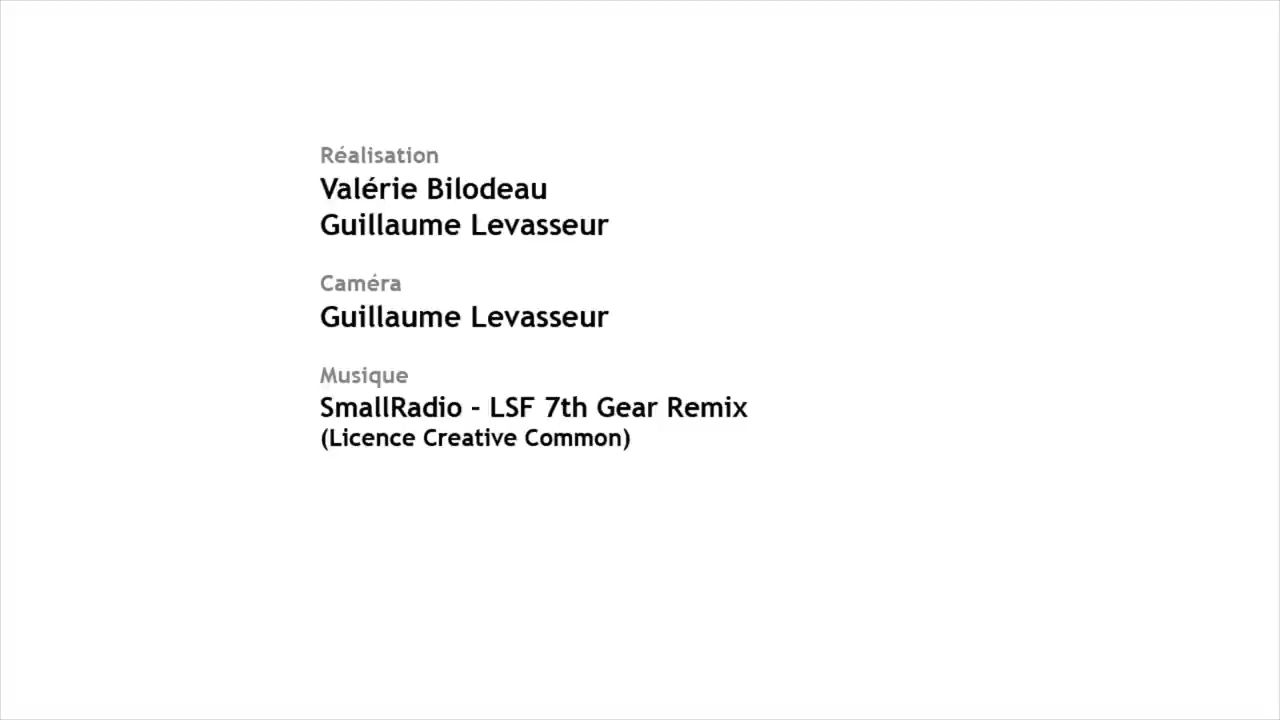 Réalisation
Valérie Bilodeau
Guillaume Levasseur
Caméra
Guillaume Levasseur
Musique
SmallRadio - LSF 7th Gear Remix
(Licence Creative Common)